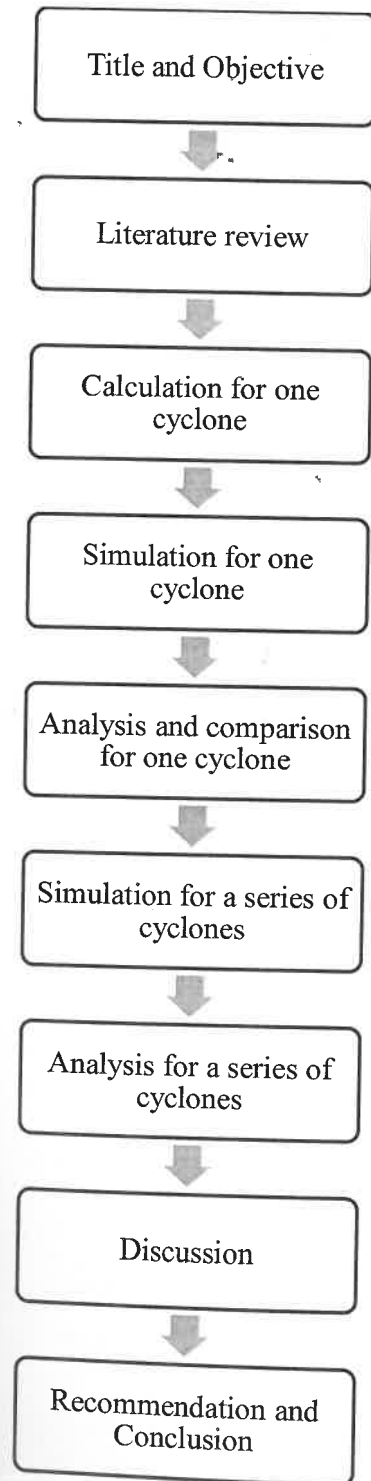 Title and Objective
Literature review
Calculation for one
cyclone
Simulation for one
cyclone
Analysis and comparison
for one cyclone
Simulation for a series of
cyclones
Analysis for a series of
cyclones
Discussion
Recommendation and
Conclusion